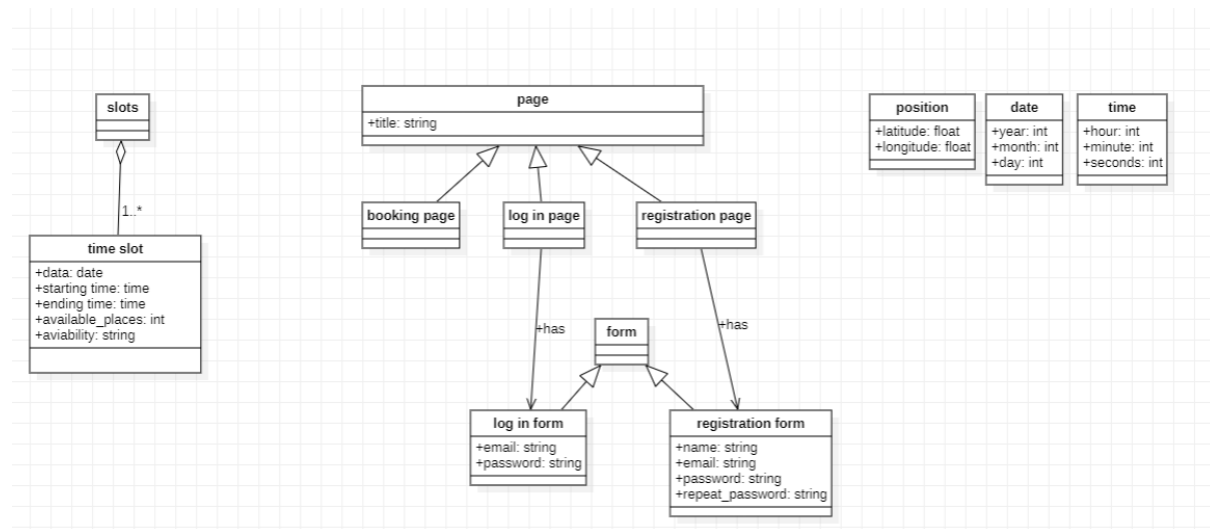 slots
1..*
time slot
+data: date
+starting time: time
+ending time: time
+available_places: int
+aviability: string
page
+title: string
booking page
log in page
registration page
+has
+has
form
log in form
+email: string
+password: string
registration form
+name: string
+email: string
+password: string
+repeat_password: string
position
+latitude: float
+longitude: float
date
+year: int
+month: int
+day: int
time
+hour: int
+minute: int
+seconds: int